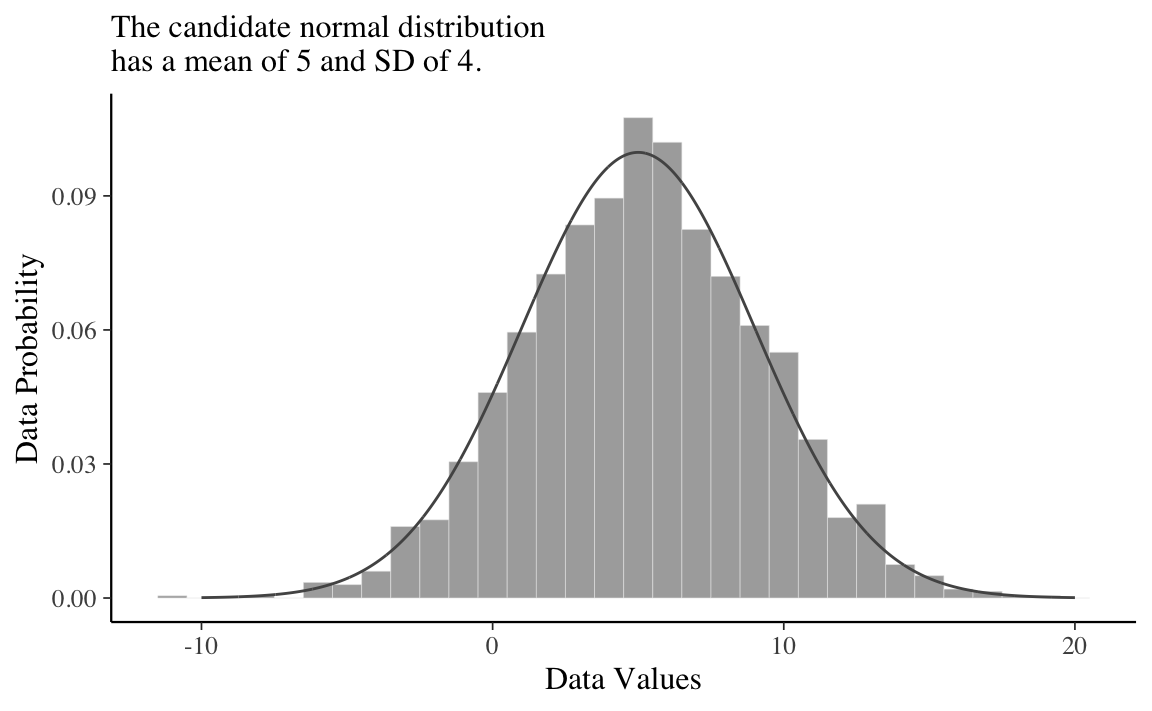 The candidate normal distribution
has a mean of 5 and SD of 4.
Data Probability
0.09
0.06
0.03
0.00
-10 0 10 20
Data Values